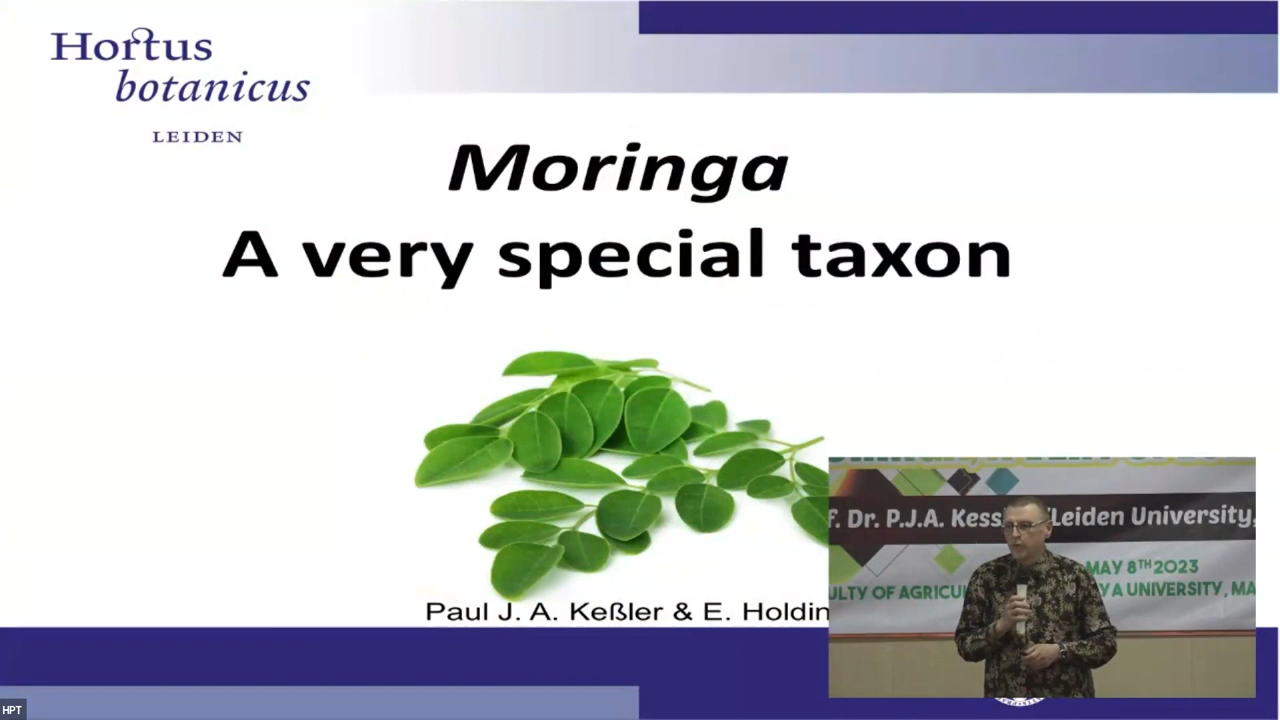 Hortus
botanicus
LEIDEN
Moringa
A very special taxon
Paul J. A. Keßler & E. Holdin
f. Dr. P.J.A. Kess Leiden University,
MAY 8TH 2023
ULTY OF AGRICU YA UNIVERSITY, MA
HPT